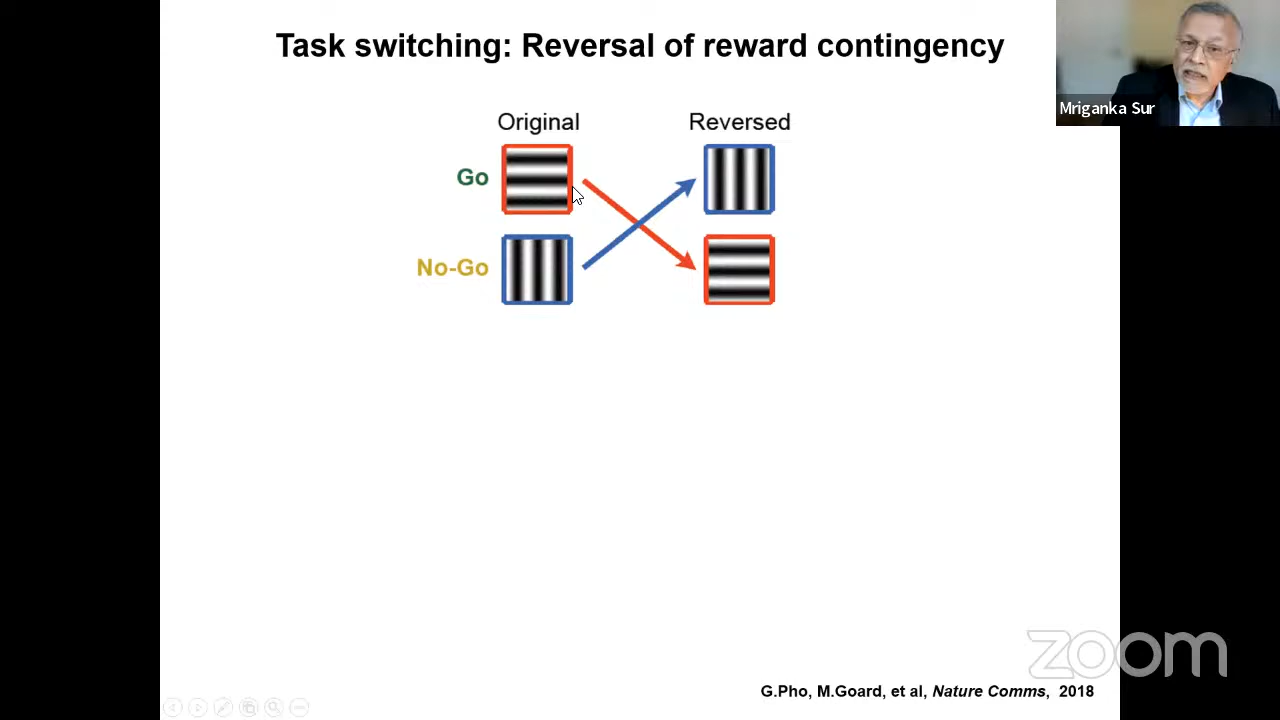 Task switching: Reversal of reward contingency
Mriganka Sur
Original
Reversed
Go
No-Go
zoom
G.Pho, M.Goard, et al, Nature Comms, 2018